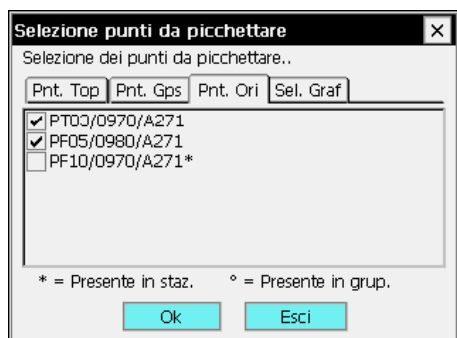 Selezione punti da picchettare
Selezione dei punti da picchettare..
Pnt. Top Pnt. Gps Pnt. Ori Sel. Graf
PT03/0970/A271
PF05/0980/A271
PF10/0970/A271*
* = Presente in staz. ° = Presente in grup.
Ok Esci